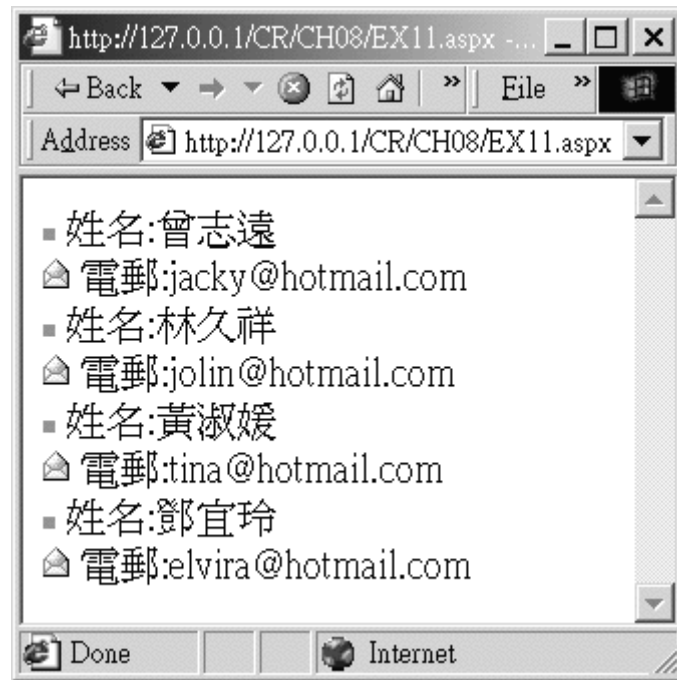 http://127.0.0.1/CR/CH08/EX11.aspx -...
Back » File »
Address http://127.0.0.1/CR/CH08/EX11.aspx
姓名:曾志遠
電郵:jacky@hotmail.com
姓名:林久祥
電郵:jolin@hotmail.com
姓名:黃淑媛
電郵:tina@hotmail.com
姓名:鄧宜玲
電郵:elvira@hotmail.com
Done Internet